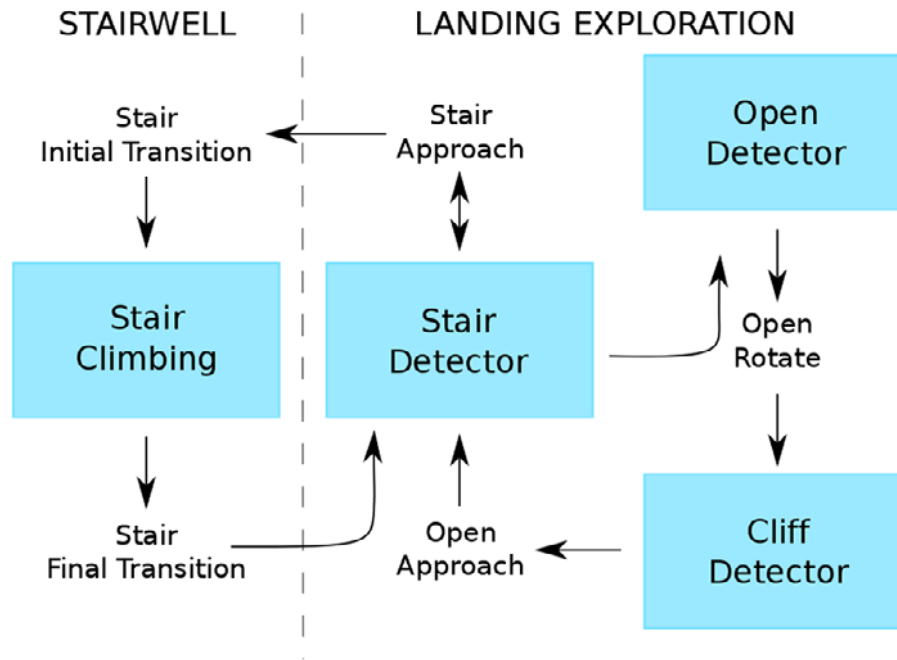 STAIRWELL
LANDING EXPLORATION
Stair
Initial Transition
Stair
Approach
Open
Detector
Stair
Climbing
Stair
Detector
Open
Rotate
Stair
Final Transition
Open
Approach
Cliff
Detector